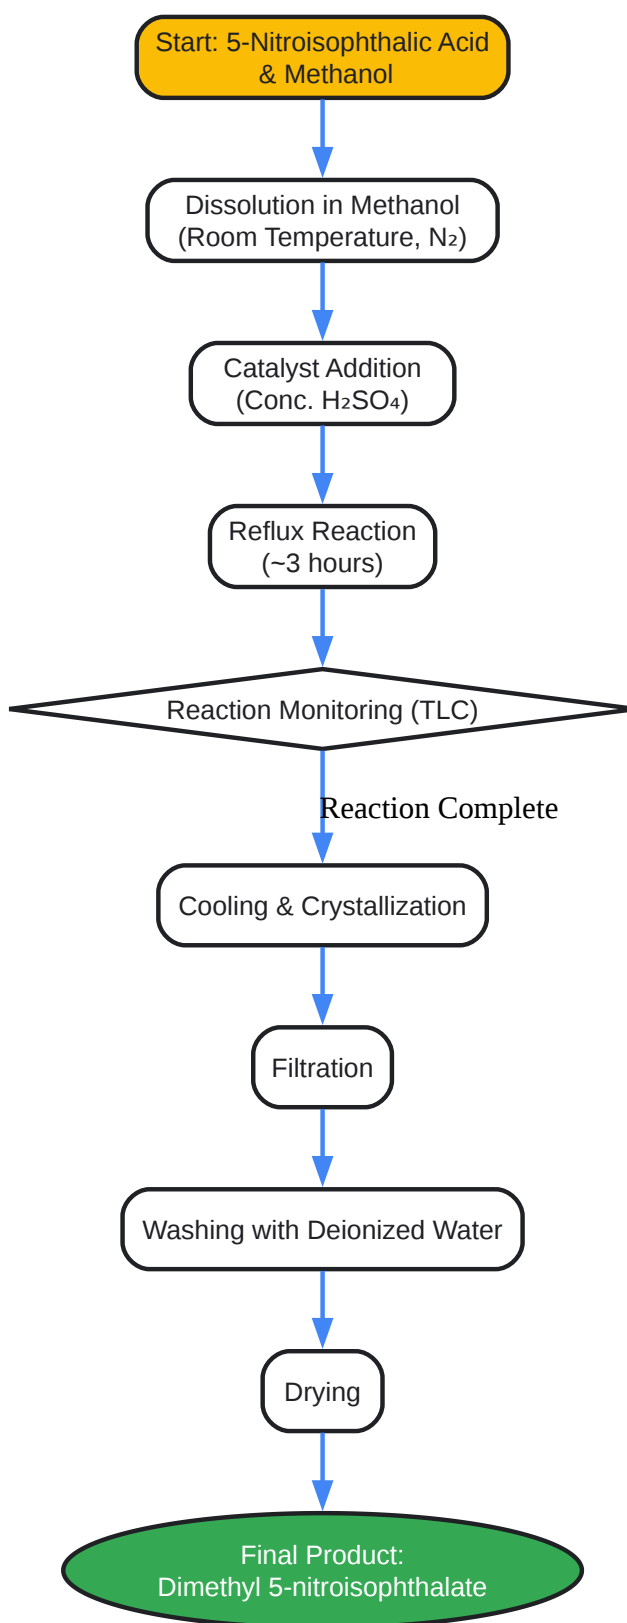 Start: 5-Nitroisophthalic Acid
& Methanol
Dissolution in Methanol
(Room Temperature, N₂)
Catalyst Addition
(Conc. H₂SO₄)
Reflux Reaction
(~3 hours)
Reaction Monitoring (TLC)
Reaction Complete
Cooling & Crystallization
Filtration
Washing with Deionized Water
Drying
Final Product:
Dimethyl 5-nitroisophthalate